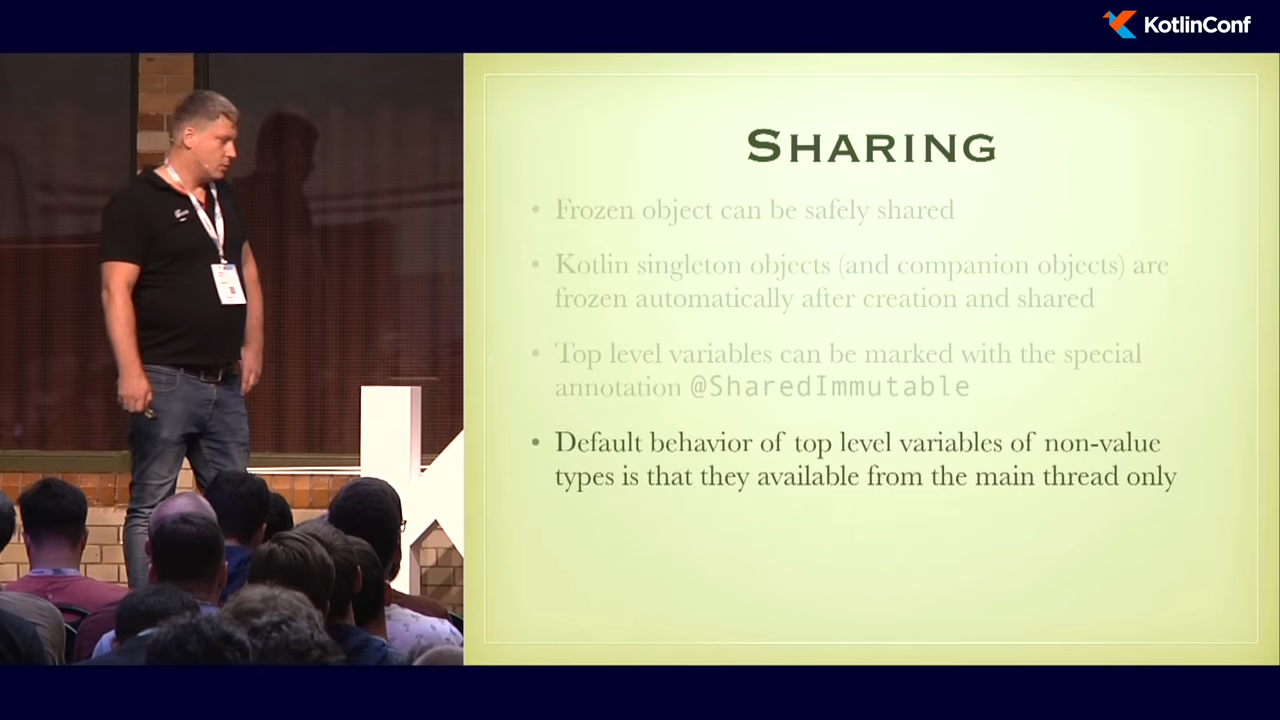 KotlinConf
SHARING
• Frozen object can be safely shared
• Kotlin singleton objects (and companion objects) are
frozen automatically after creation and shared
• Top level variables can be marked with the special
annotation @SharedImmutable
• Default behavior of top level variables of non-value
types is that they available from the main thread only